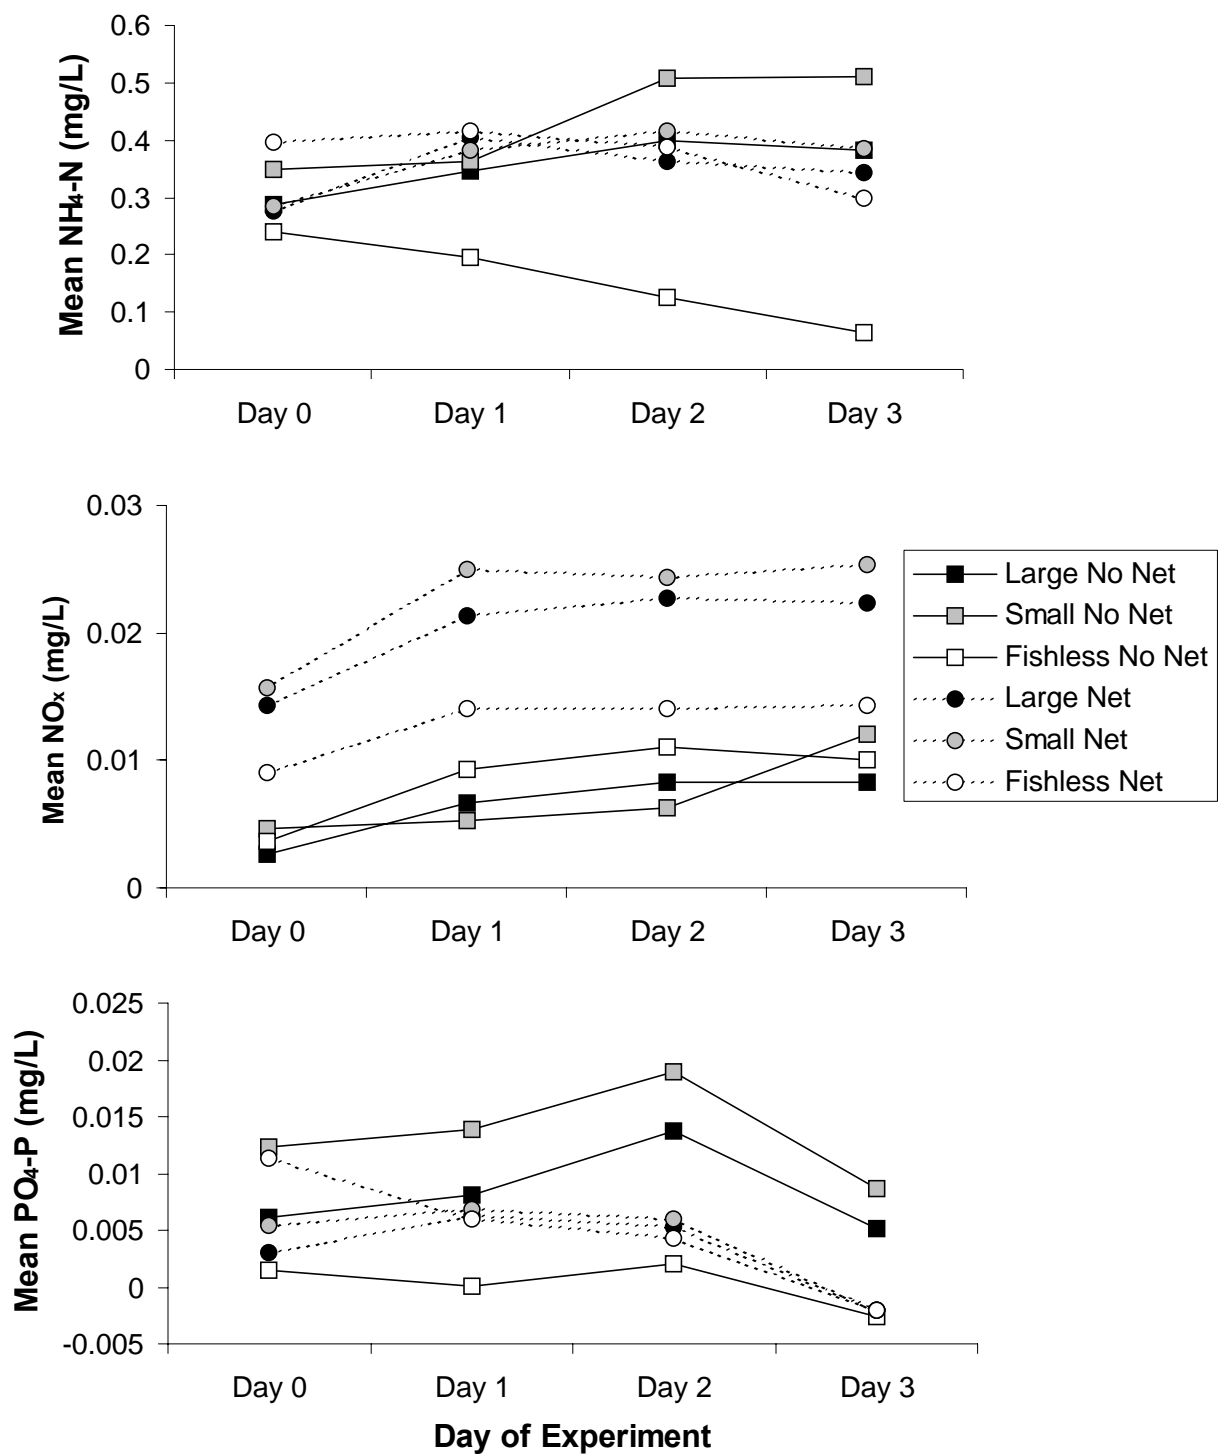 Mean NH₄-N (mg/L)
0.6
0.5
0.4
0.3
0.2
0.1
0
Day 0 Day 1 Day 2 Day 3
Mean NOₓ (mg/L)
0.03
0.02
0.01
0
Day 0 Day 1 Day 2 Day 3
Large No Net
Small No Net
Fishless No Net
Large Net
Small Net
Fishless Net
Mean PO₄-P (mg/L)
0.025
0.02
0.015
0.01
0.005
0
-0.005
Day 0 Day 1 Day 2 Day 3
Day of Experiment